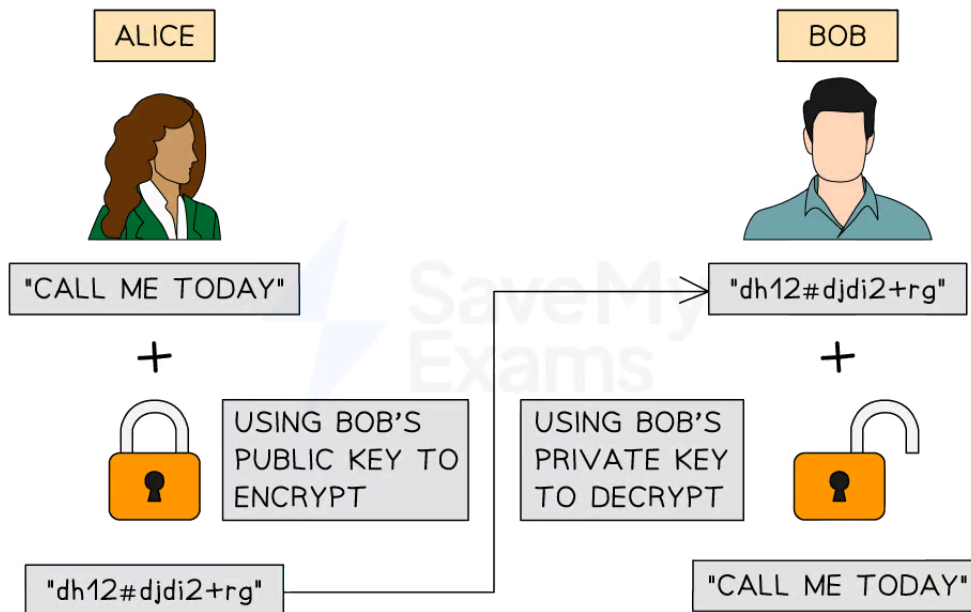 ALICE
BOB
"CALL ME TODAY"
"dh12#djdi2+rg"
+
+
USING BOB'S
PUBLIC KEY TO
ENCRYPT
USING BOB'S
PRIVATE KEY
TO DECRYPT
"dh12#djdi2+rg"
"CALL ME TODAY"
SaveMy
Exams